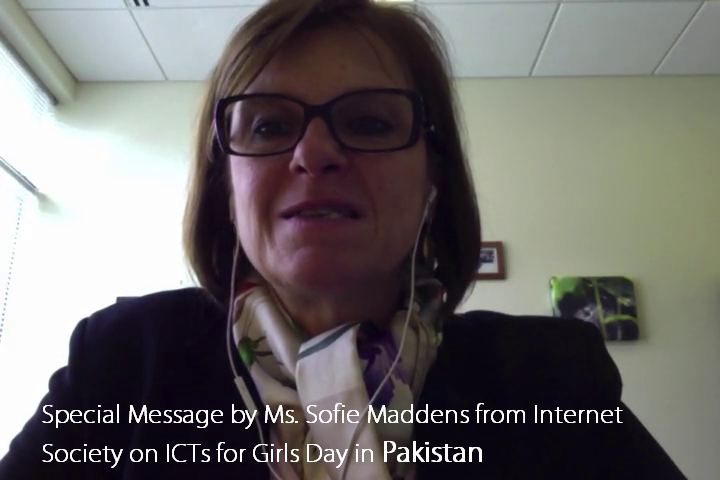 Special Message by Ms. Sofie Maddens from Internet
Society on ICTs for Girls Day in Pakistan